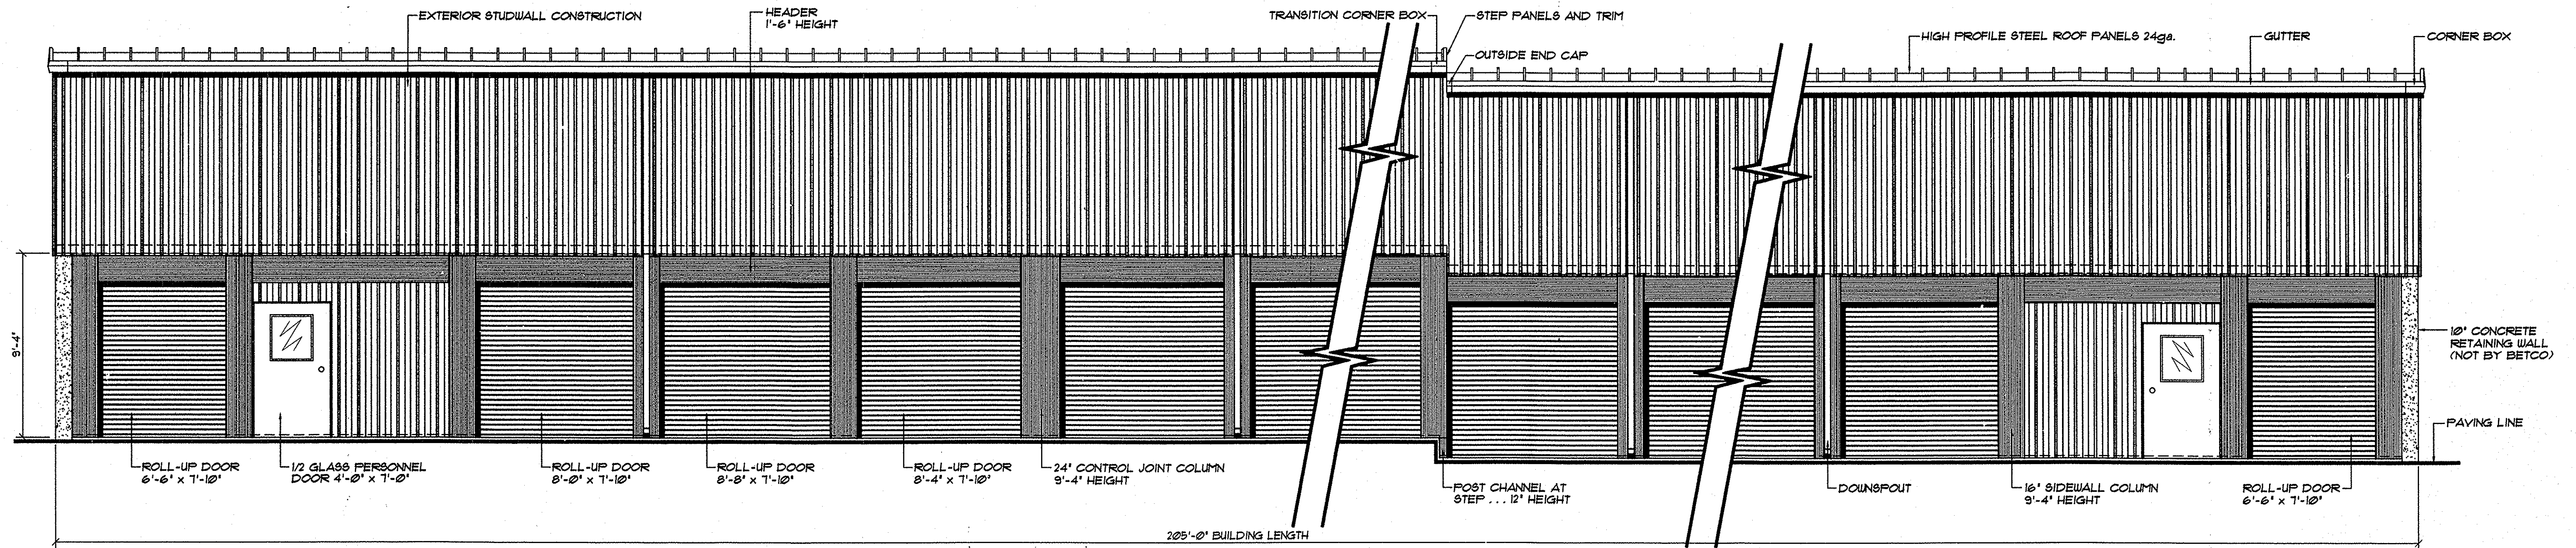 EXTERIOR STUDWALL CONSTRUCTION
HEADER
1'-6" HEIGHT
TRANSITION CORNER BOX
STEP PANELS AND TRIM
OUTSIDE END CAP
HIGH PROFILE STEEL ROOF PANELS 24ga.
GUTTER
CORNER BOX
9'-4"
10" CONCRETE
RETAINING WALL
(NOT BY BETCO)
PAVING LINE
ROLL-UP DOOR
6'-6" x 7'-10"
1/2 GLASS PERSONNEL
DOOR 4'-0" x 7'-0"
ROLL-UP DOOR
8'-0" x 7'-10"
ROLL-UP DOOR
8'-8" x 7'-10"
ROLL-UP DOOR
8'-4" x 7'-10"
24" CONTROL JOINT COLUMN
9'-4" HEIGHT
POST CHANNEL AT
STEP . . . 12" HEIGHT
DOWNSPOUT
16" SIDEWALL COLUMN
9'-4" HEIGHT
ROLL-UP DOOR
6'-6" x 7'-10"
205'-0" BUILDING LENGTH